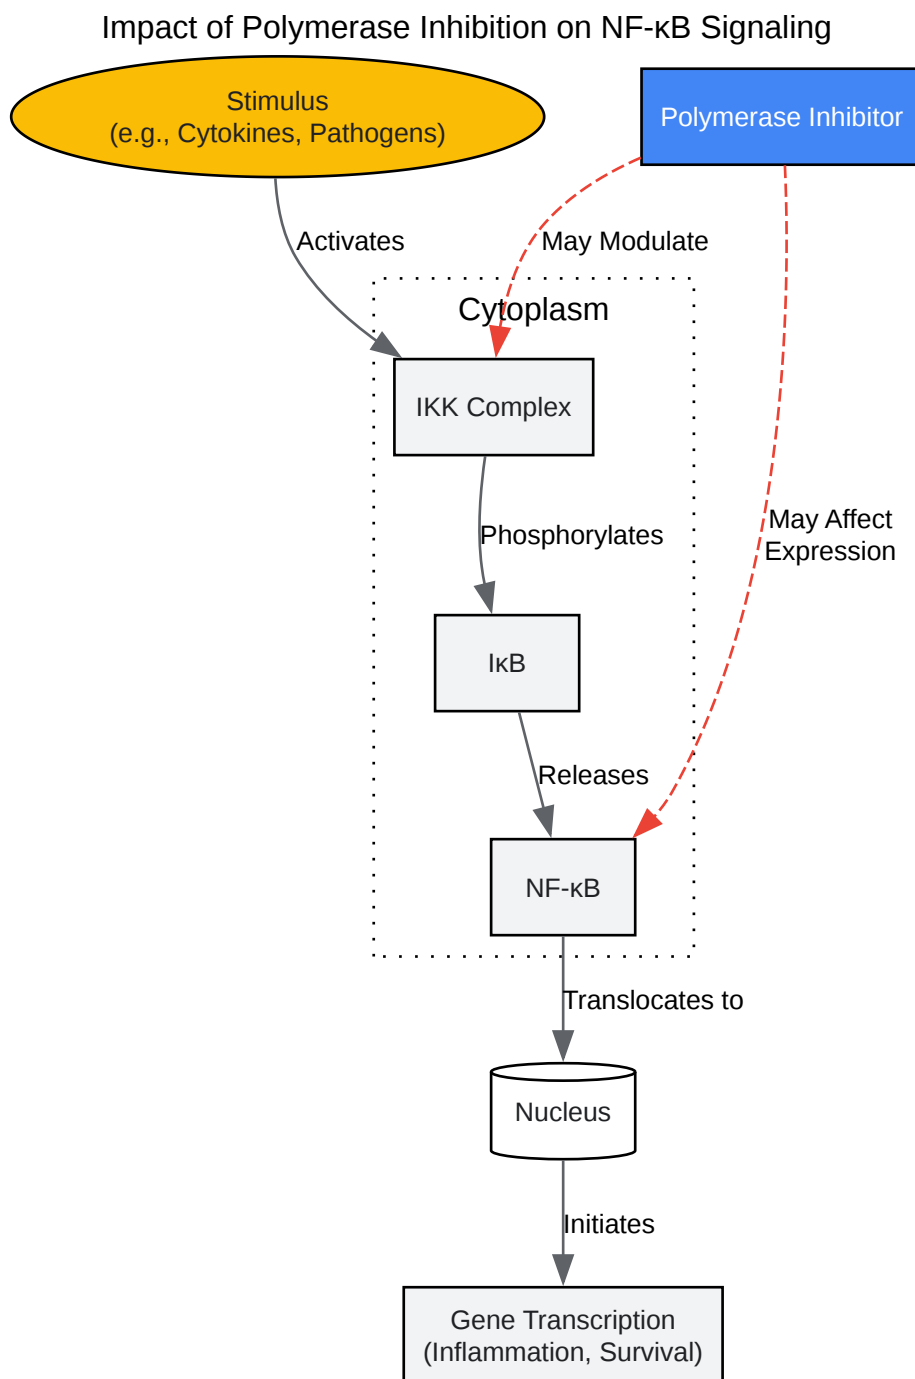 Impact of Polymerase Inhibition on NF-κB Signaling
Stimulus
(e.g., Cytokines, Pathogens)
Polymerase Inhibitor
Activates
May Modulate
Cytoplasm
IKK Complex
Phosphorylates
May Affect
Expression
IκB
Releases
NF-κB
Translocates to
Nucleus
Initiates
Gene Transcription
(Inflammation, Survival)